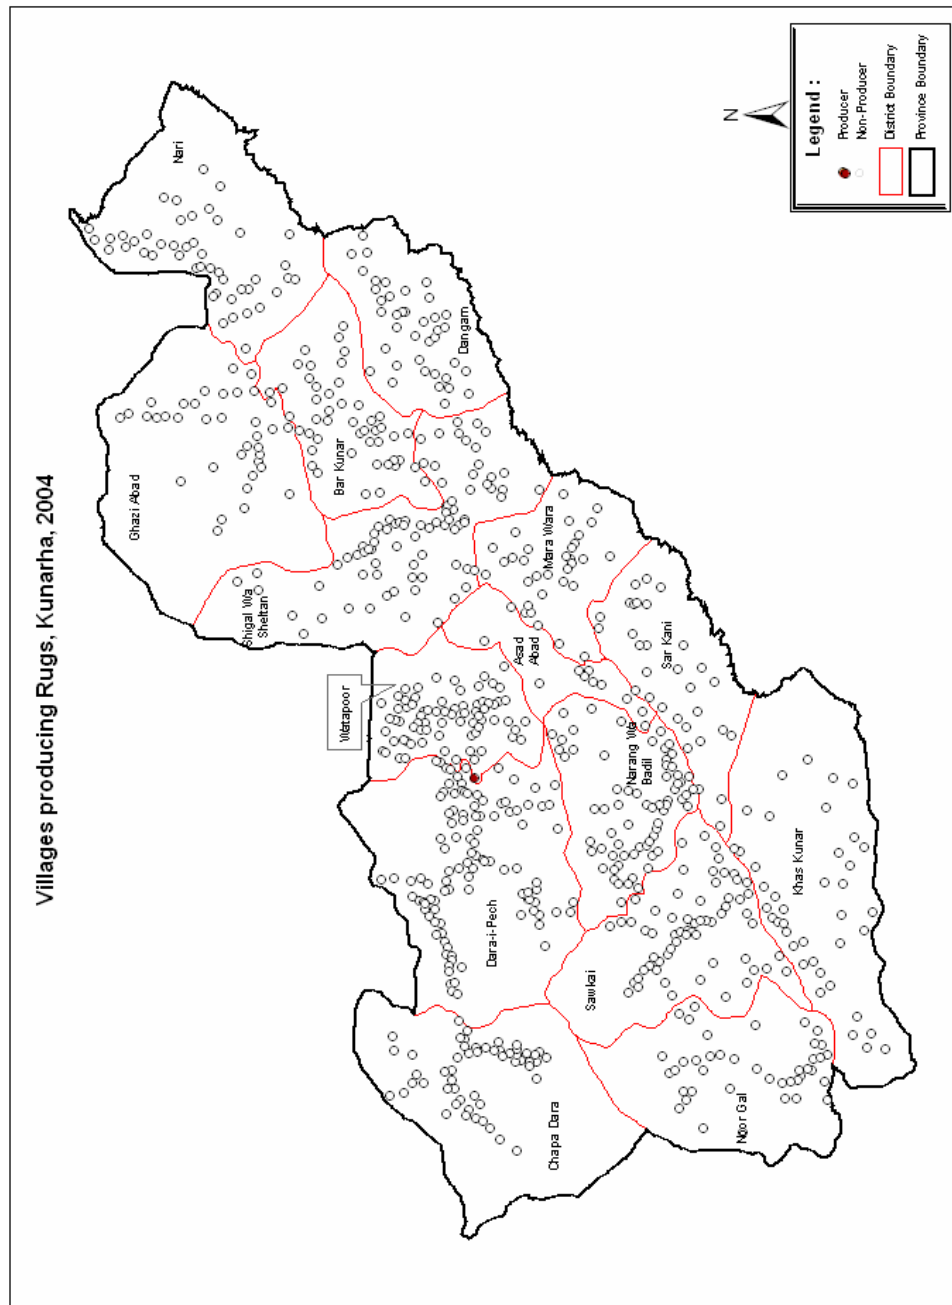 Villages producing Rugs, Kunarha, 2004
Nari
Ghazi Abad
Bar Kunar
Dangam
Shigal Wa
Sheltan
Watapoor
Asad
Abad
Mara Wara
Sar Kani
Narang Wa
Badil
Dara-i-Pech
Sawkai
Khas Kunar
Chapa Dara
Noor Gal
N
Legend :
Producer
Non-Producer
District Boundary
Province Boundary